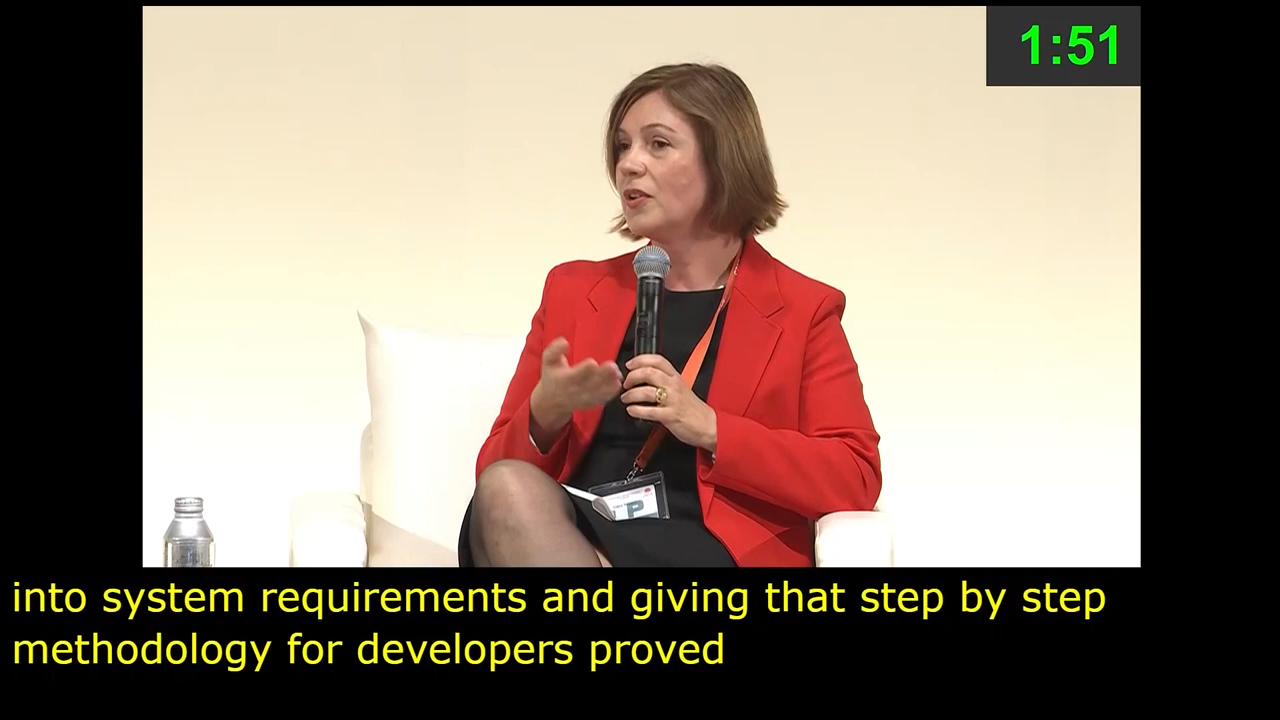 1:51
P
into system requirements and giving that step by step
methodology for developers proved